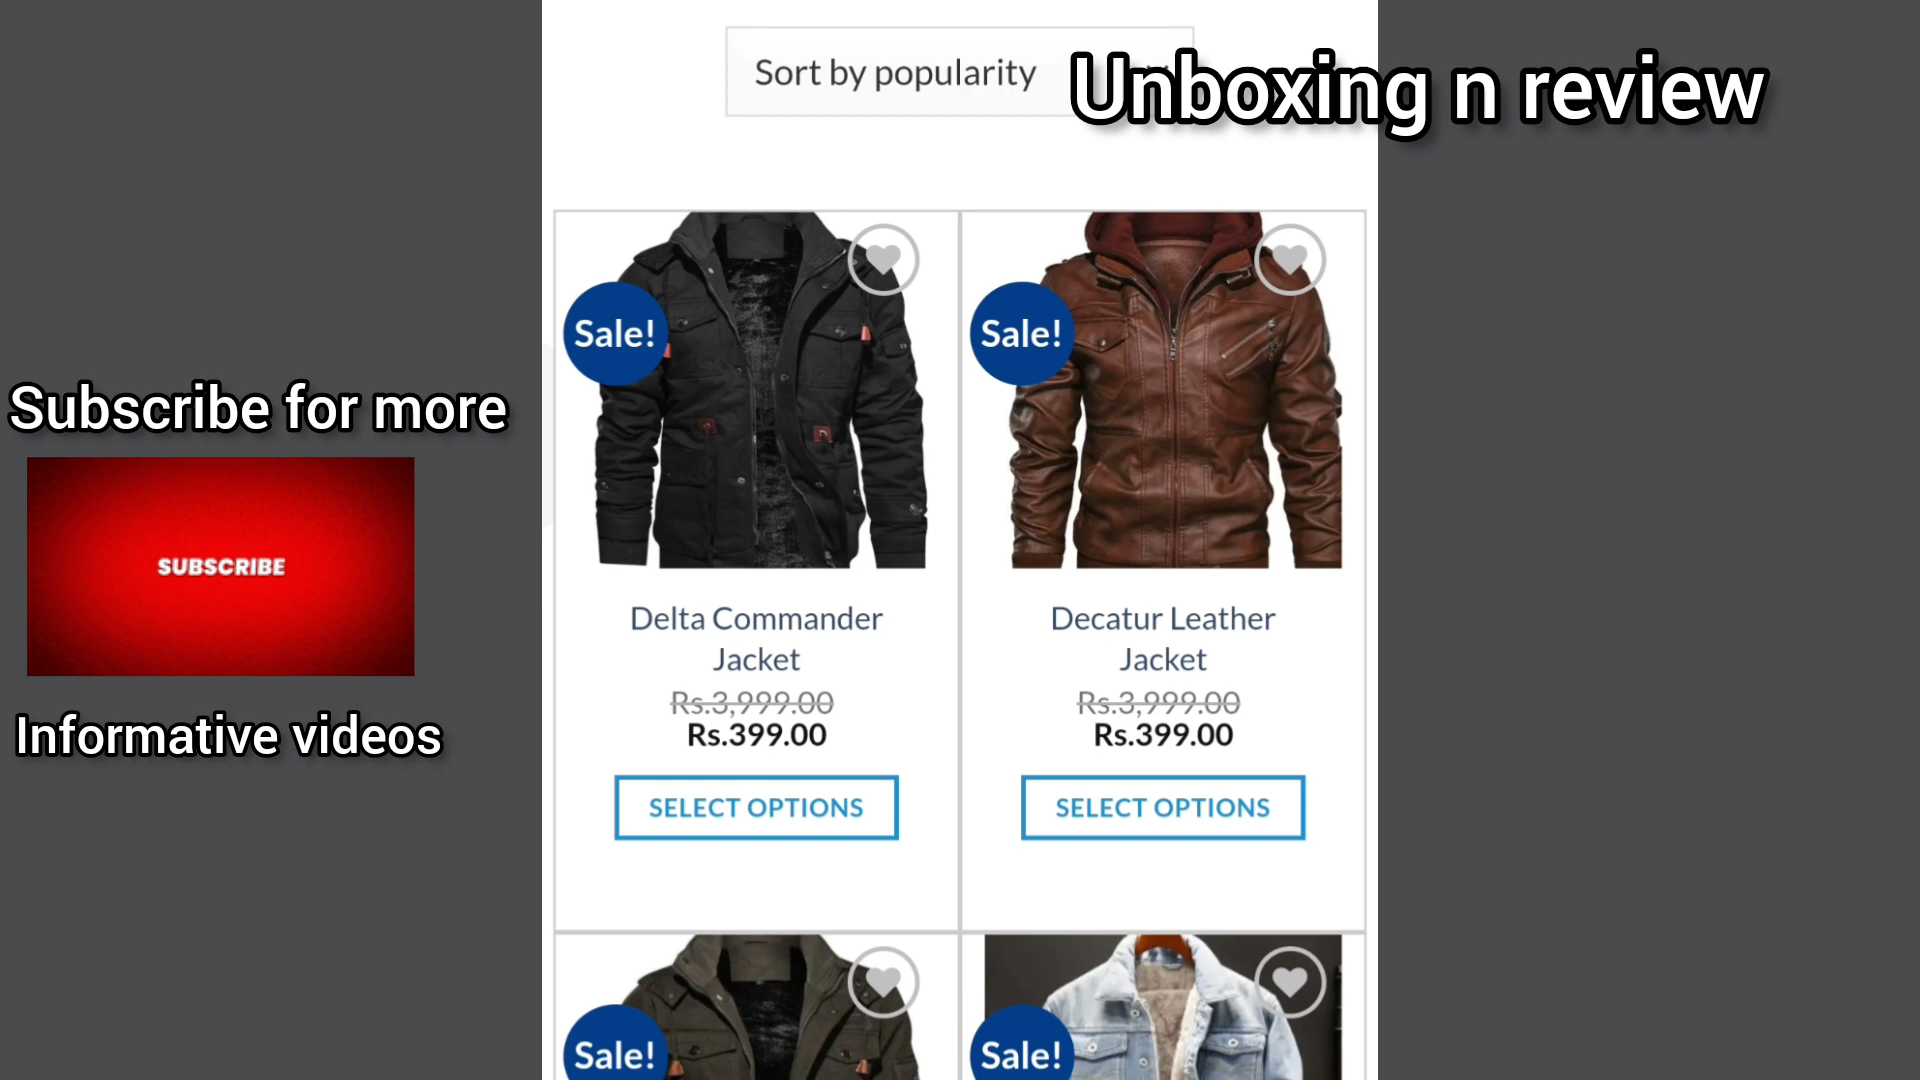 Sort by popularity
Unboxing n review
Subscribe for more
SUBSCRIBE
Informative videos
Sale!
Sale!
Delta Commander
Jacket
Rs.3,999.00
Rs.399.00
SELECT OPTIONS
Decatur Leather
Jacket
Rs.3,999.00
Rs.399.00
SELECT OPTIONS
Sale!
Sale!